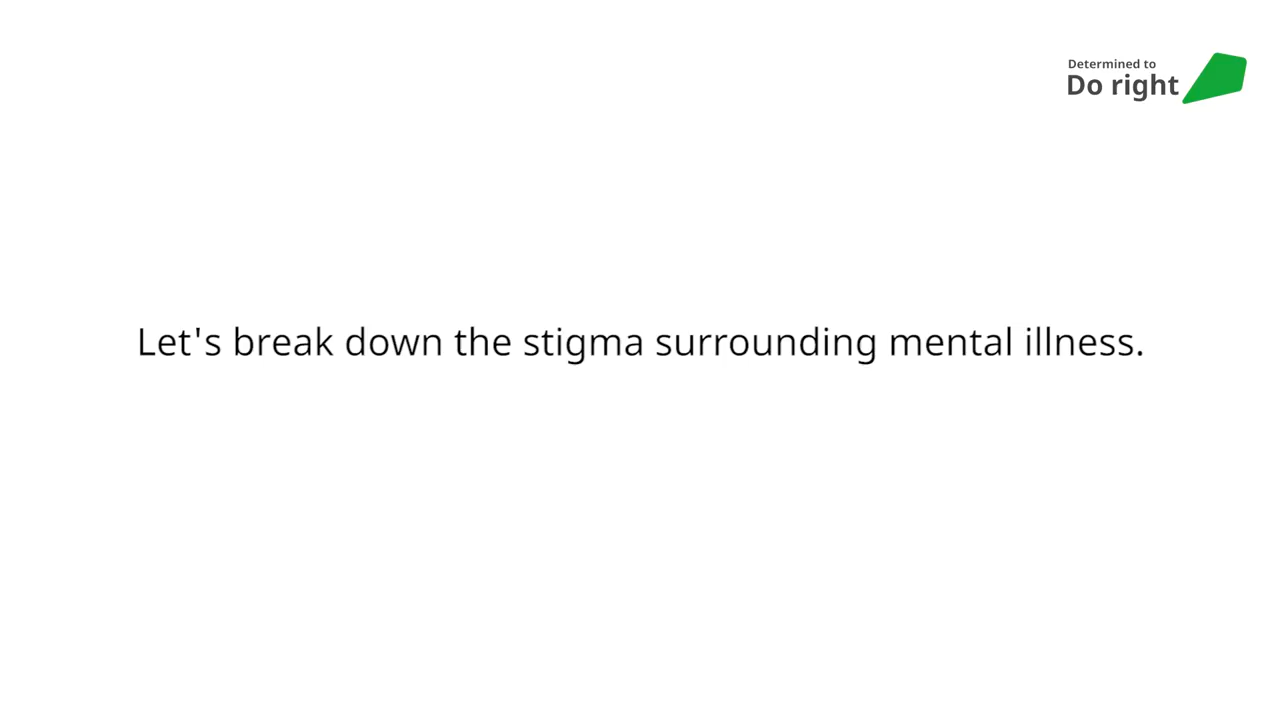 Determined to
Do right
Let's break down the stigma surrounding mental illness.